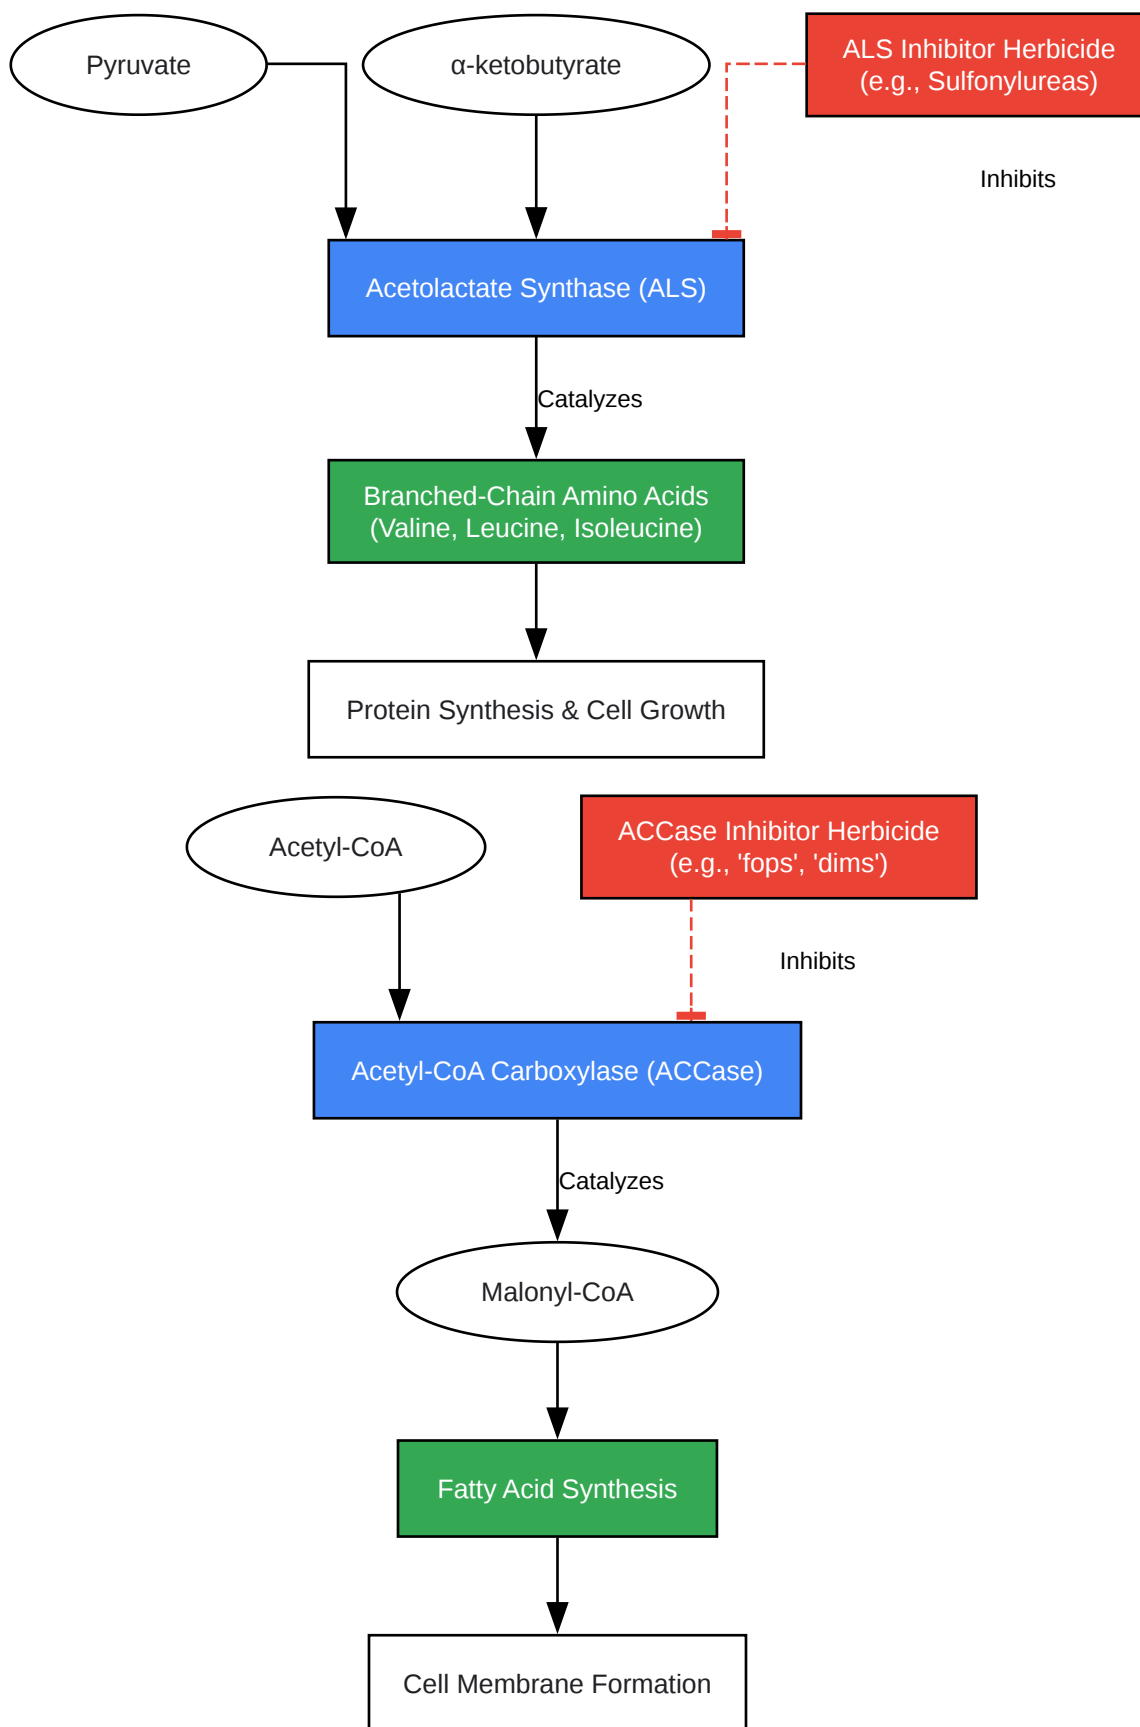 Pyruvate
α-ketobutyrate
ALS Inhibitor Herbicide
(e.g., Sulfonylureas)
Inhibits
Acetolactate Synthase (ALS)
Catalyzes
Branched-Chain Amino Acids
(Valine, Leucine, Isoleucine)
Protein Synthesis & Cell Growth
Acetyl-CoA
ACCase Inhibitor Herbicide
(e.g., 'fops', 'dims')
Inhibits
Acetyl-CoA Carboxylase (ACCase)
Catalyzes
Malonyl-CoA
Fatty Acid Synthesis
Cell Membrane Formation